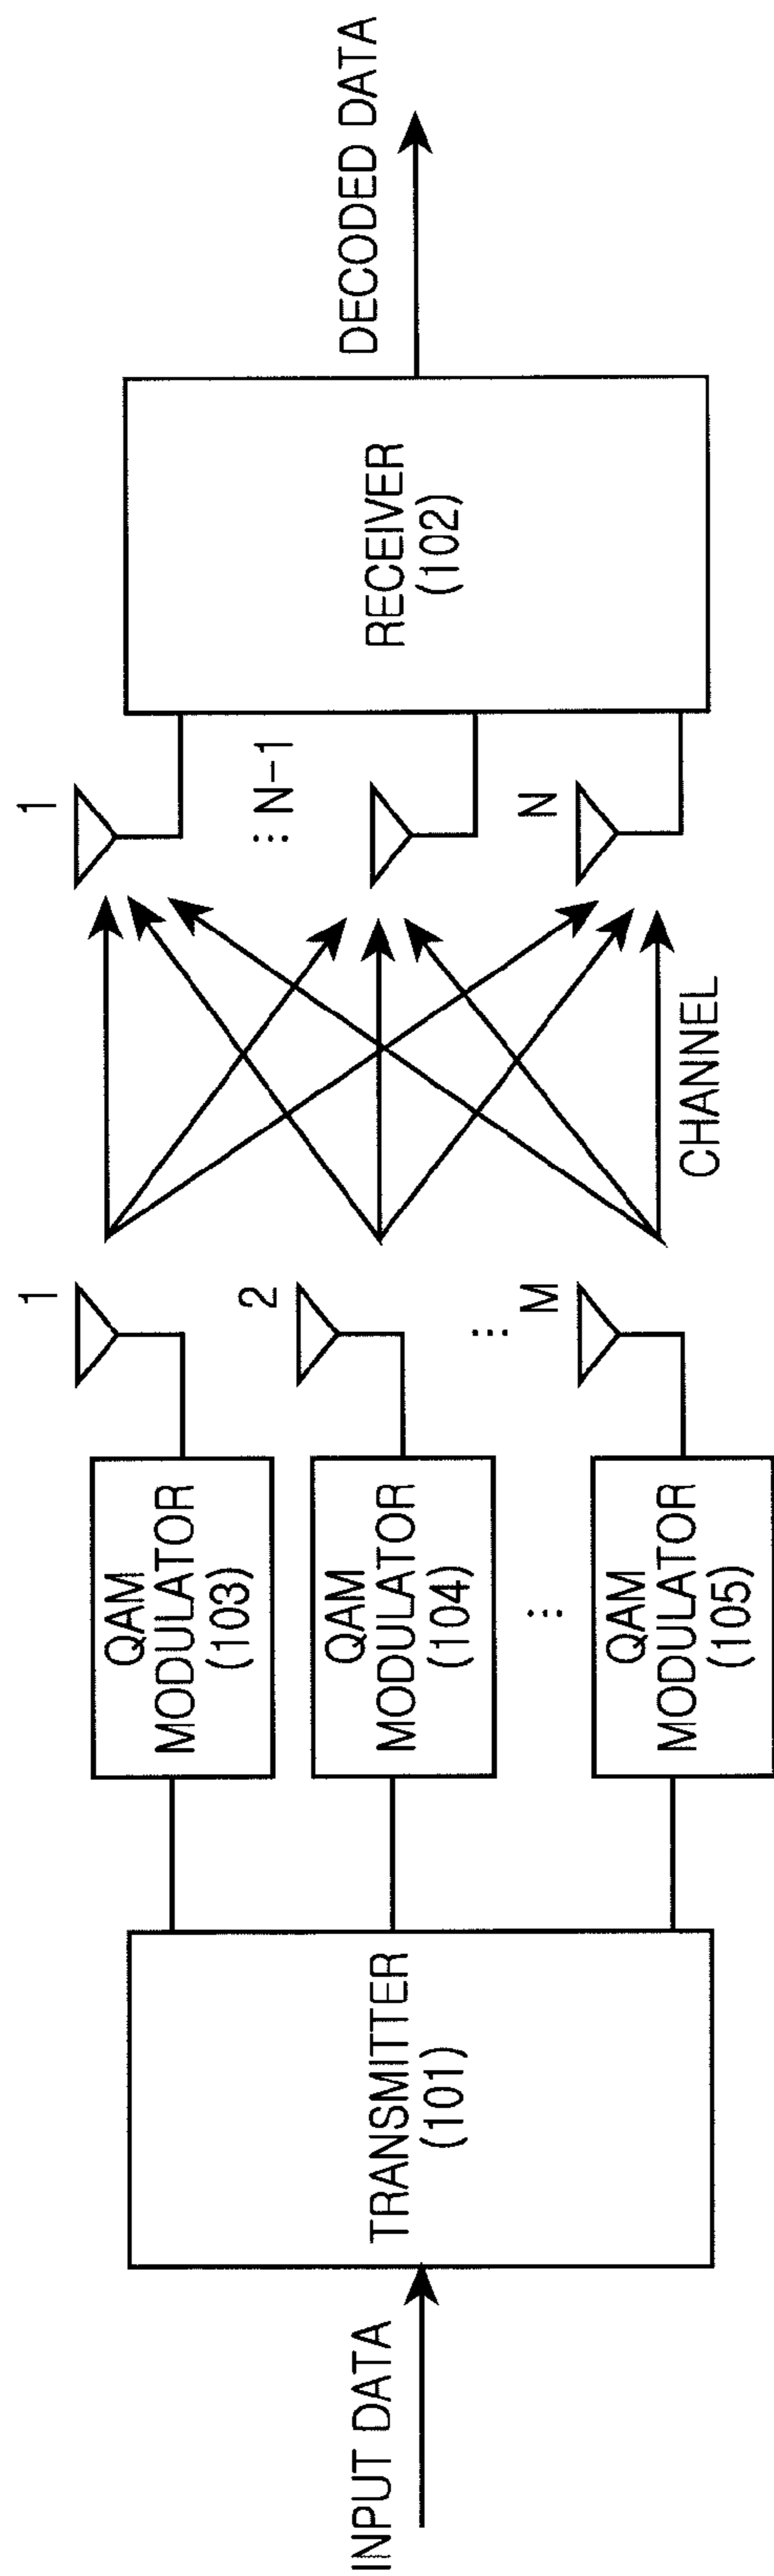 INPUT DATA
TRANSMITTER
(101)
QAM
MODULATOR
(103)
QAM
MODULATOR
(104)
⋮
QAM
MODULATOR
(105)
1
2
⋮
M
CHANNEL
1
⋮ N-1
N
RECEIVER
(102)
DECODED DATA